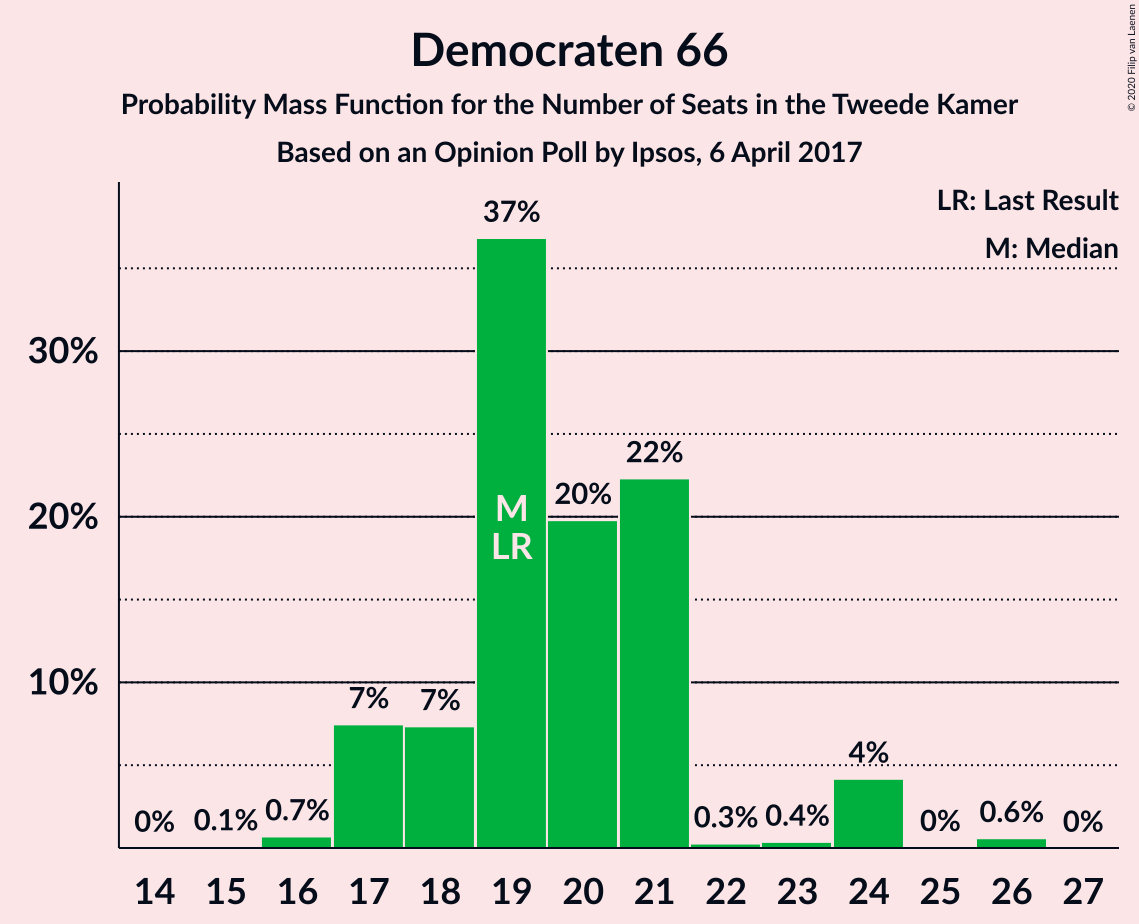 Democraten 66
Probability Mass Function for the Number of Seats in the Tweede Kamer
Based on an Opinion Poll by Ipsos, 6 April 2017
© 2020 Filip van Laenen
LR: Last Result
M: Median
30%
20%
10%
0%
0.1%
0.7%
7%
7%
37%
20%
22%
0.3%
0.4%
4%
0%
0.6%
0%
M
LR
14 15 16 17 18 19 20 21 22 23 24 25 26 27